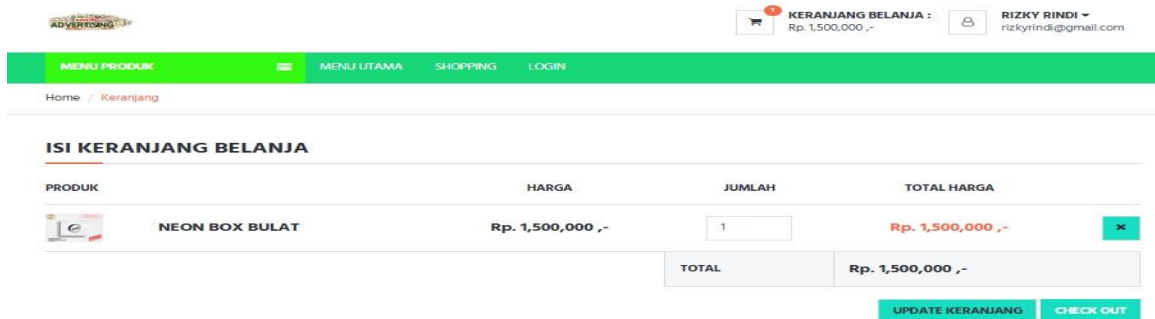 ADVERTISING
1
KERANJANG BELANJA :
Rp. 1,500,000 ,-
RIZKY RINDI
rizkyrindi@gmail.com
MENU PRODUK
MENU UTAMA
SHOPPING
LOGIN
Home / Keranjang
ISI KERANJANG BELANJA
PRODUK HARGA JUMLAH TOTAL HARGA
NEON BOX BULAT Rp. 1,500,000 ,- 1 Rp. 1,500,000 ,-
TOTAL Rp. 1,500,000 ,-
UPDATE KERANJANG CHECK OUT